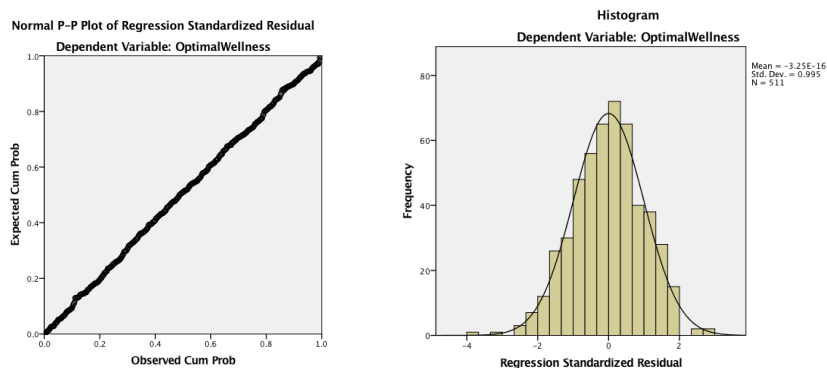 Normal P-P Plot of Regression Standardized Residual
Dependent Variable: OptimalWellness
Expected Cum Prob
1.0
0.8
0.6
0.4
0.2
0.0
0.0 0.2 0.4 0.6 0.8 1.0
Observed Cum Prob
Histogram
Dependent Variable: OptimalWellness
Mean = -3.25E-16
Std. Dev. = 0.995
N = 511
Frequency
80
60
40
20
0
-4 -2 0 2
Regression Standardized Residual